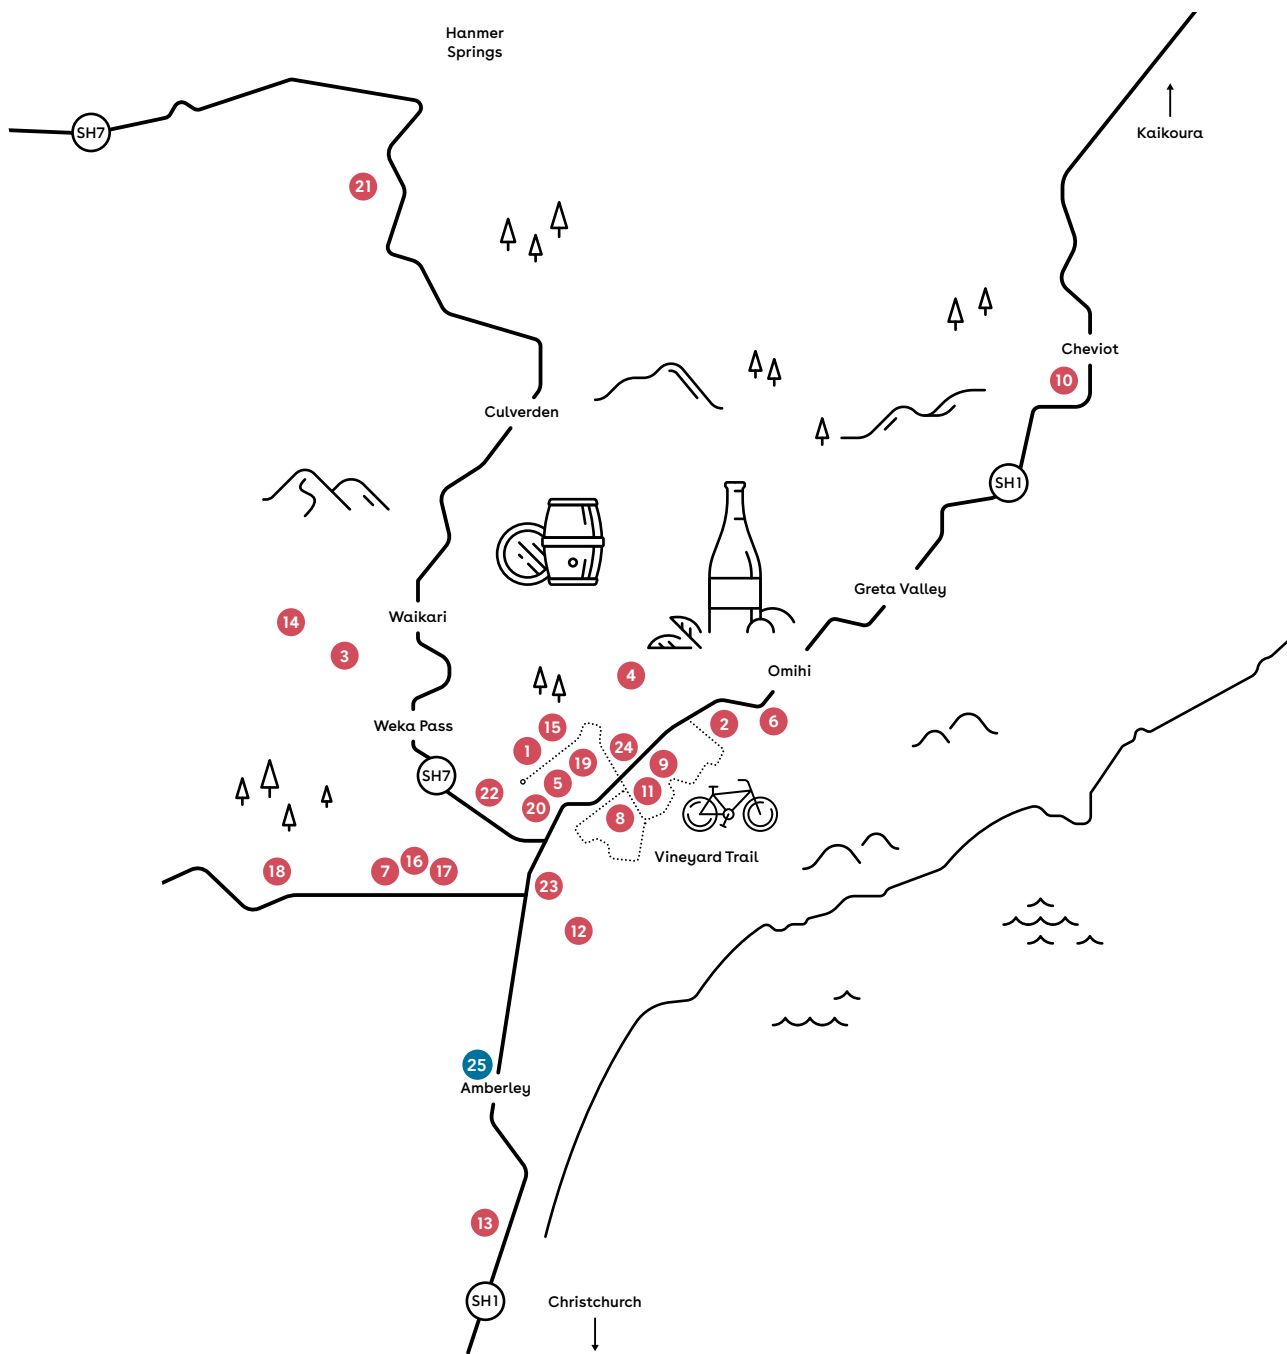 Hanmer
Springs
SH7
Kaikoura
21
Cheviot
10
Culverden
SH1
Greta Valley
Waikari
14
3
4
Omihi
Weka Pass
15
2
6
1
24
19
9
SH7
5
22
11
20
8
Vineyard Trail
18
7
16
17
23
12
25
Amberley
13
SH1
Christchurch